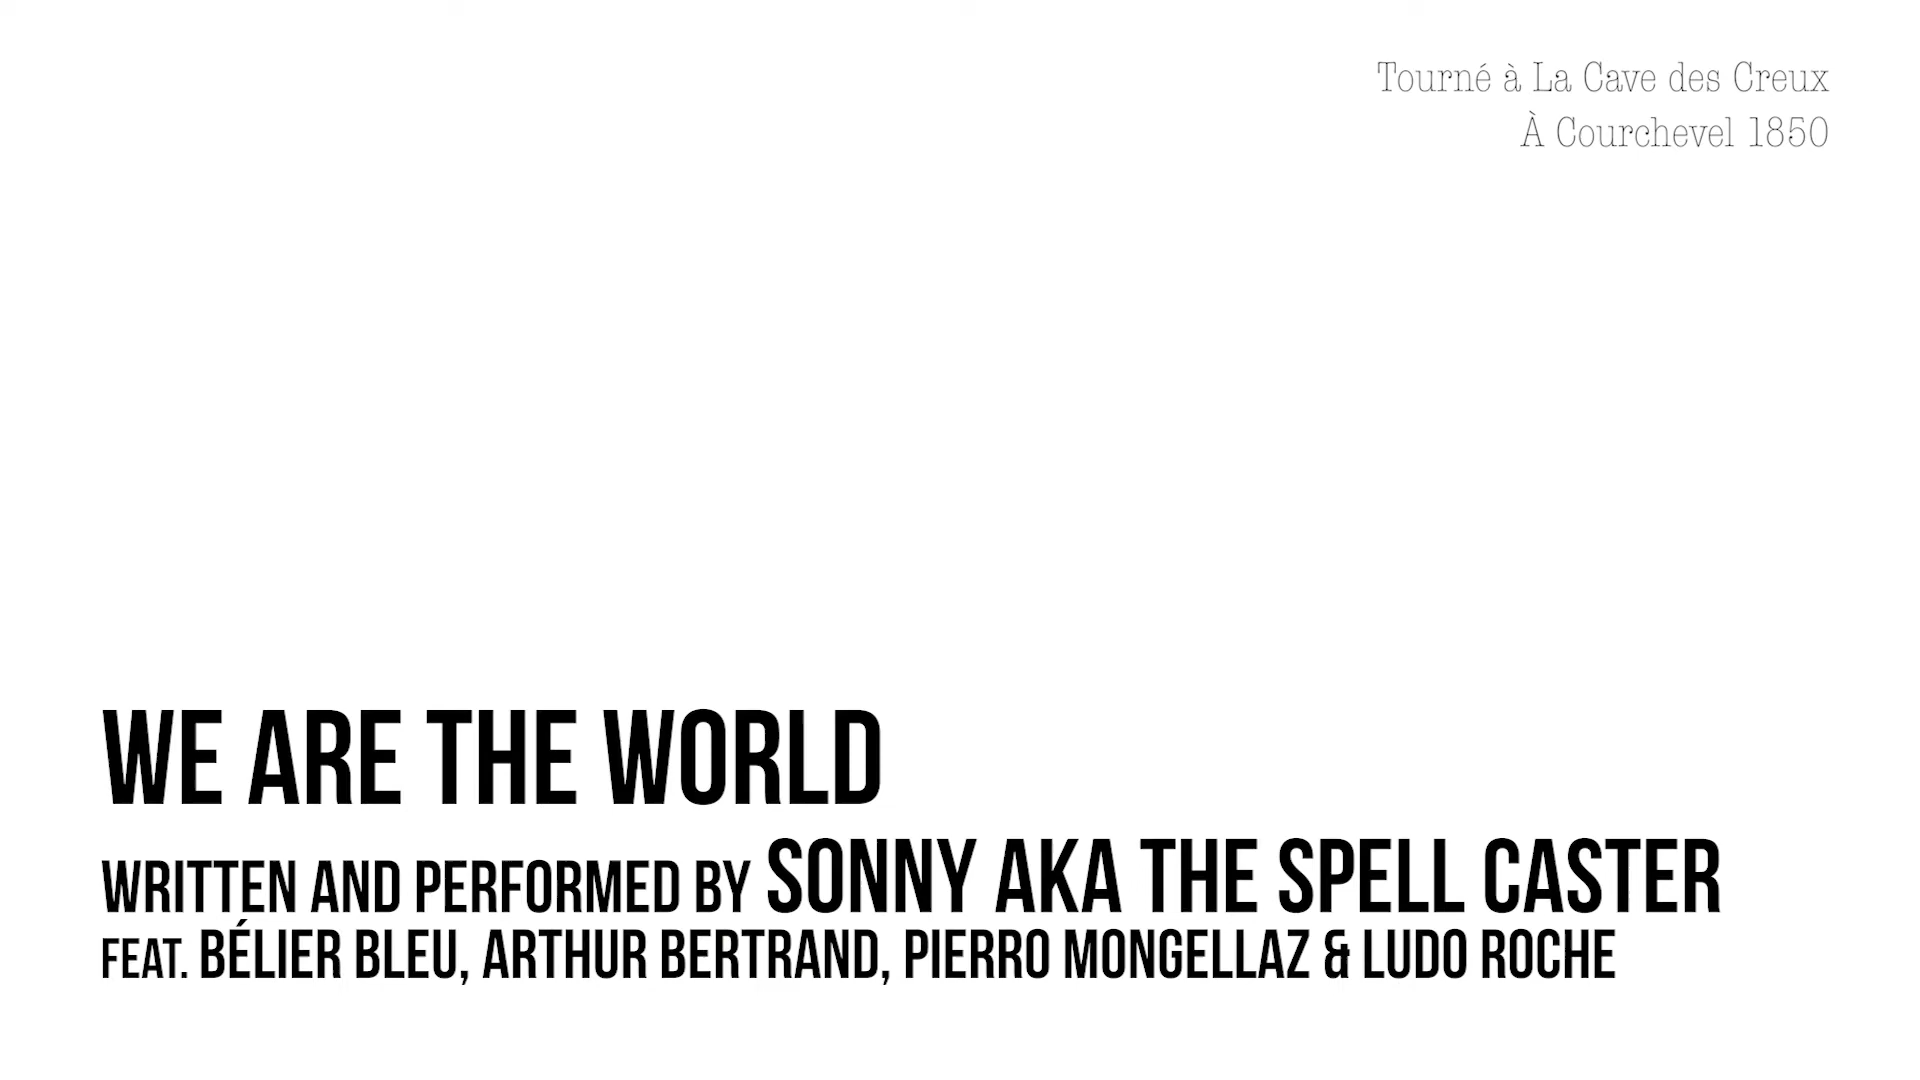 Tourné à La Cave des Creux
À Courchevel 1850
WE ARE THE WORLD
WRITTEN AND PERFORMED BY SONNY AKA THE SPELL CASTER
FEAT. BÉLIER BLEU, ARTHUR BERTRAND, PIERRO MONGELLAZ & LUDO ROCHE